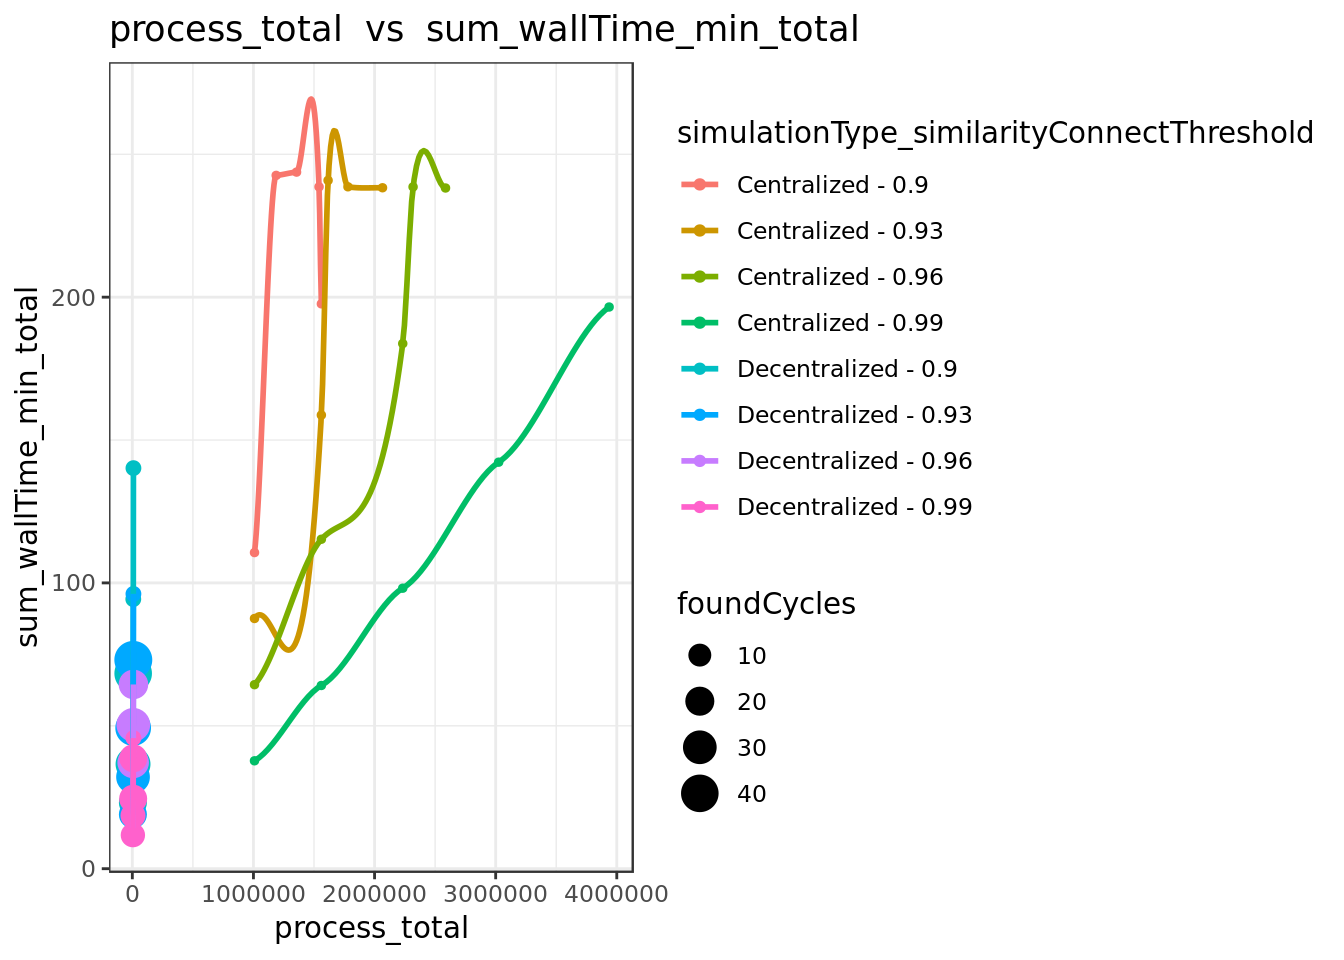 process_total vs sum_wallTime_min_total
sum_wallTime_min_total
200
100
0
0
1000000
2000000
3000000
4000000
process_total
simulationType_similarityConnectThreshold
Centralized - 0.9
Centralized - 0.93
Centralized - 0.96
Centralized - 0.99
Decentralized - 0.9
Decentralized - 0.93
Decentralized - 0.96
Decentralized - 0.99
foundCycles
10
20
30
40